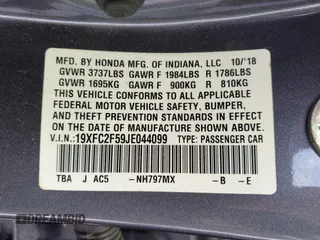 MFD. BY HONDA MFG. OF INDIANA, LLC 10/'18
GVWR 3737LBS GAWR F 1984LBS R 1786LBS
GVWR 1695KG GAWR F 900KG R 810KG
THIS VEHICLE CONFORMS TO ALL APPLICABLE
FEDERAL MOTOR VEHICLE SAFETY, BUMPER,
AND THEFT PREVENTION STANDARDS IN EFFECT
ON THE DATE OF MANUFACTURE SHOWN ABOVE.
V.I.N.: 19XFC2F59JE044099 TYPE: PASSENGER CAR
TBA J AC5 -NH797MX -B -E